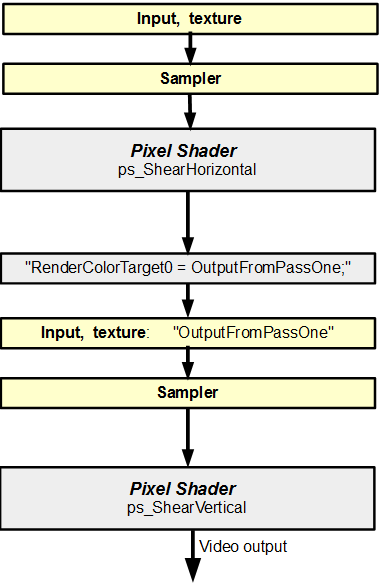 Input, texture
Sampler
Pixel Shader
ps_ShearHorizontal
"RenderColorTarget0 = OutputFromPassOne;"
Input, texture: "OutputFromPassOne"
Sampler
Pixel Shader
ps_ShearVertical
Video output